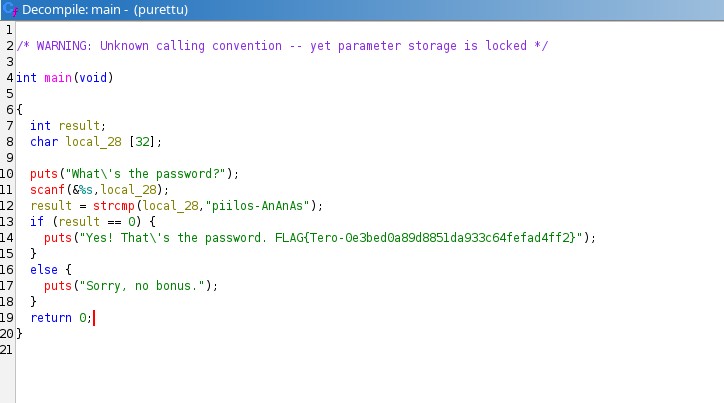 Decompile: main -  (purettu)
1
2 /* WARNING: Unknown calling convention -- yet parameter storage is locked */
3
4 int main(void)
5
6 {
7   int result;
8   char local_28 [32];
9
10   puts("What\'s the password?");
11   scanf(&%s,local_28);
12   result = strcmp(local_28,"piilos-AnAnAs");
13   if (result == 0) {
14     puts("Yes! That\'s the password. FLAG{Tero-0e3bed0a89d8851da933c64fefad4ff2}");
15   }
16   else {
17     puts("Sorry, no bonus.");
18   }
19   return 0;
20 }
21